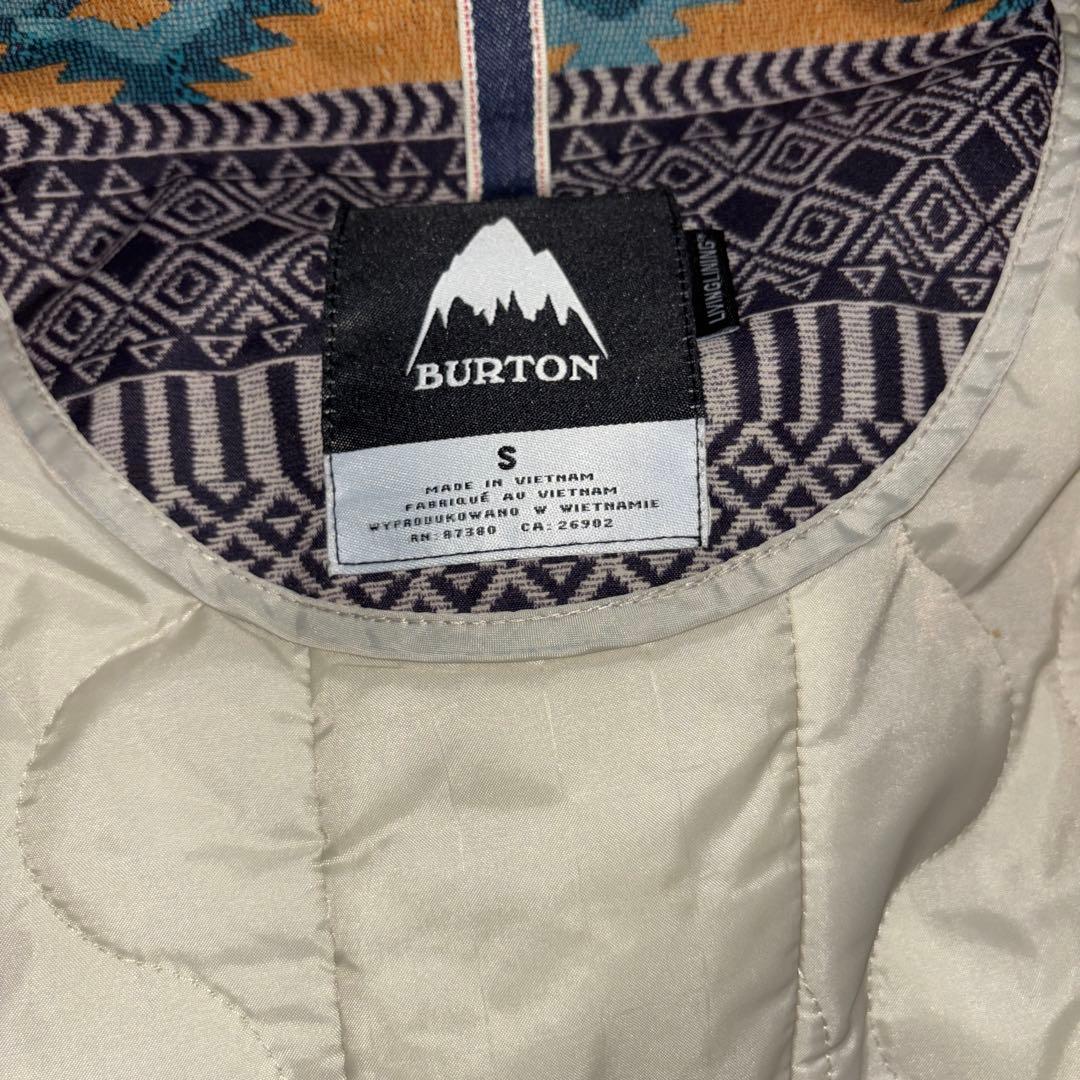 BURTON
S
MADE IN VIETNAM
FABRIQUÉ AU VIETNAM
WYPRODUKOWANO W WIETNAMIE
RN: 87380 CA: 26902
LIVING LINING